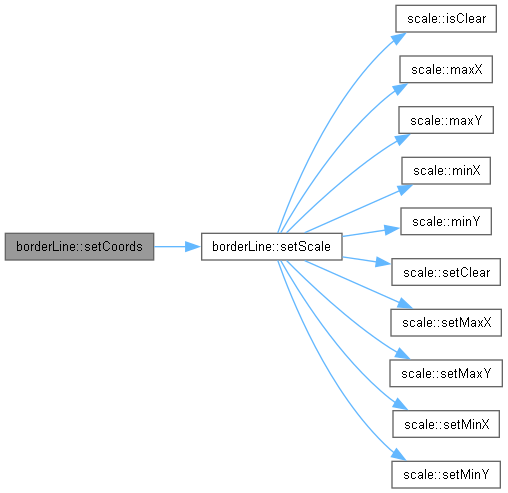 borderLine::setCoords
borderLine::setScale
scale::isClear
scale::maxX
scale::maxY
scale::minX
scale::minY
scale::setClear
scale::setMaxX
scale::setMaxY
scale::setMinX
scale::setMinY